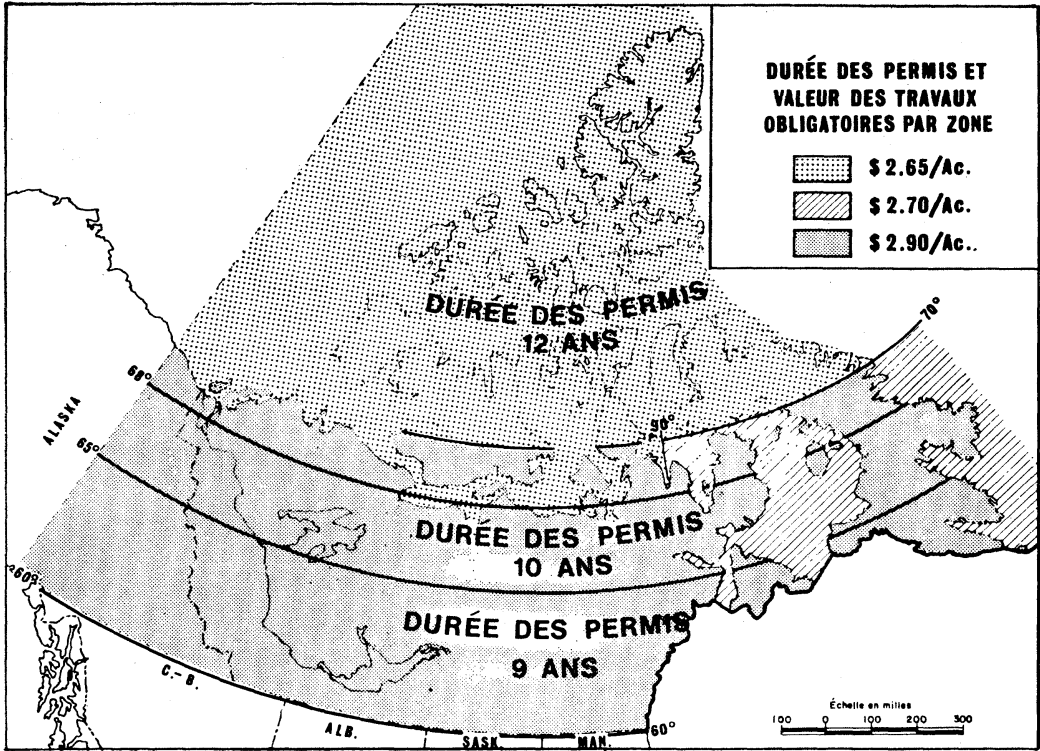 DURÉE DES PERMIS ET
VALEUR DES TRAVAUX
OBLIGATOIRES PAR ZONE
$ 2.65/Ac.
$ 2.70/Ac.
$ 2.90/Ac..
DURÉE DES PERMIS
12 ANS
70°
68°
90°
ALASKA
65°
DURÉE DES PERMIS
10 ANS
60°
DURÉE DES PERMIS
9 ANS
C.-B.
ALB.
SASK.
MAN.
60°
Échelle en milles
100 0 100 200 300